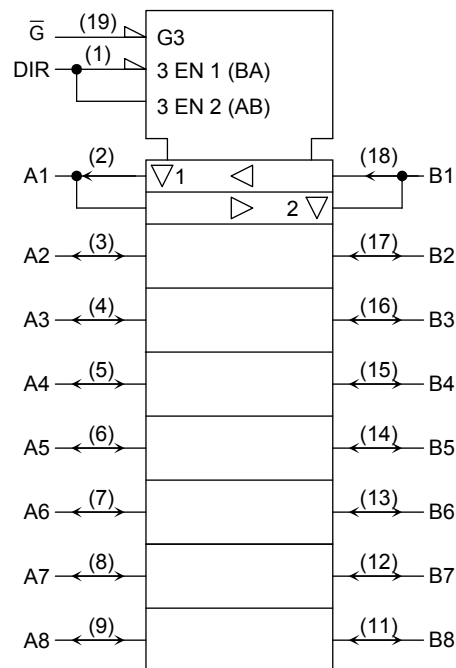 G̅ (19) G3
DIR (1) 3 EN 1 (BA)
3 EN 2 (AB)
A1 (2) 1 (18) B1
2
A2 (3) (17) B2
A3 (4) (16) B3
A4 (5) (15) B4
A5 (6) (14) B5
A6 (7) (13) B6
A7 (8) (12) B7
A8 (9) (11) B8